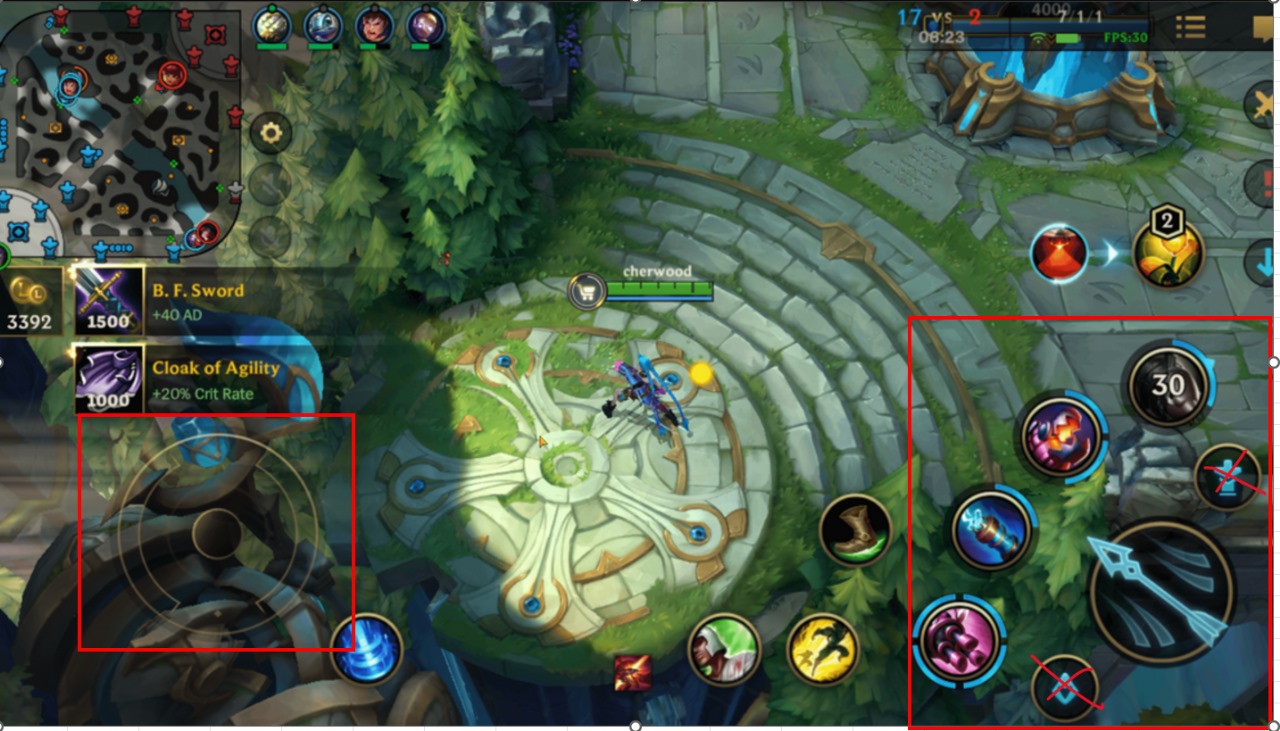 17 vs 2
4000
7/1/1
08:23
FPS:30
2
cherwood
B. F. Sword
+40 AD
3392
1500
Cloak of Agility
+20% Crit Rate
1000
30